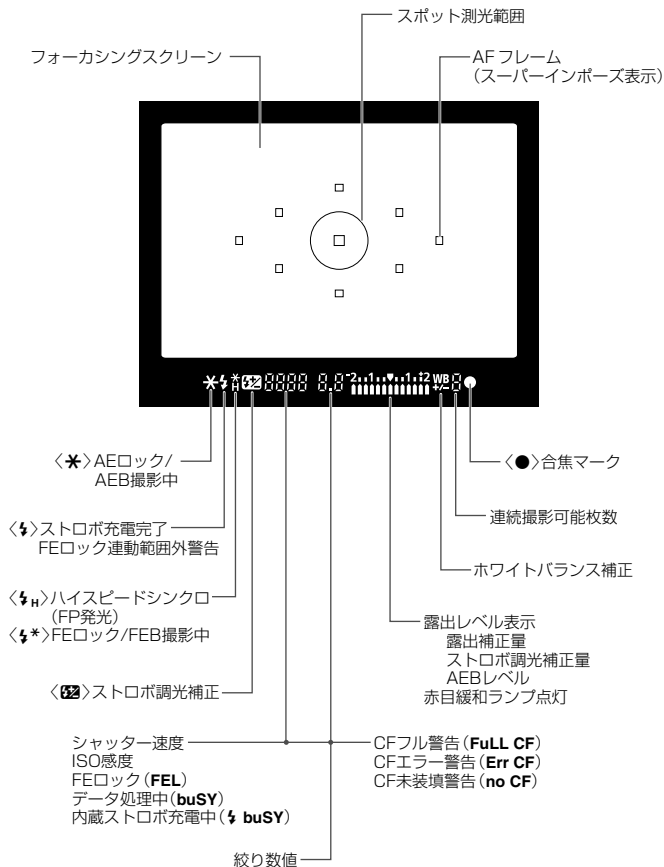 スポット測光範囲
フォーカシングスクリーン
AFフレーム
（スーパーインポーズ表示）
-2..1..▼..1..+2 WB
+/-
〈✱〉AEロック/
AEB撮影中
〈●〉合焦マーク
〈⚡〉ストロボ充電完了
FEロック連動範囲外警告
連続撮影可能枚数
ホワイトバランス補正
〈⚡H〉ハイスピードシンクロ
(FP発光)
〈⚡*〉FEロック/FEB撮影中
露出レベル表示
露出補正量
ストロボ調光補正量
AEBレベル
赤目緩和ランプ点灯
〈⚡±〉ストロボ調光補正
シャッター速度
ISO感度
FEロック（FEL）
データ処理中（buSY）
内蔵ストロボ充電中（⚡ buSY）
CFフル警告（FuLL CF）
CFエラー警告（Err CF）
CF未装填警告（no CF）
絞り数値